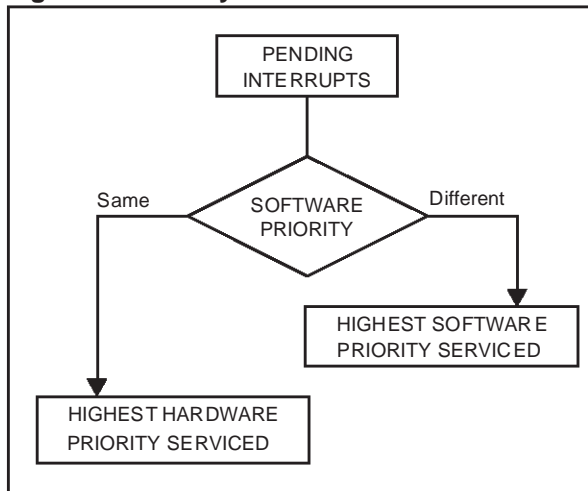 PENDING
INTERRUPTS
Same
SOFTWARE
PRIORITY
Different
HIGHEST SOFTWARE
PRIORITY SERVICED
HIGHEST HARDWARE
PRIORITY SERVICED